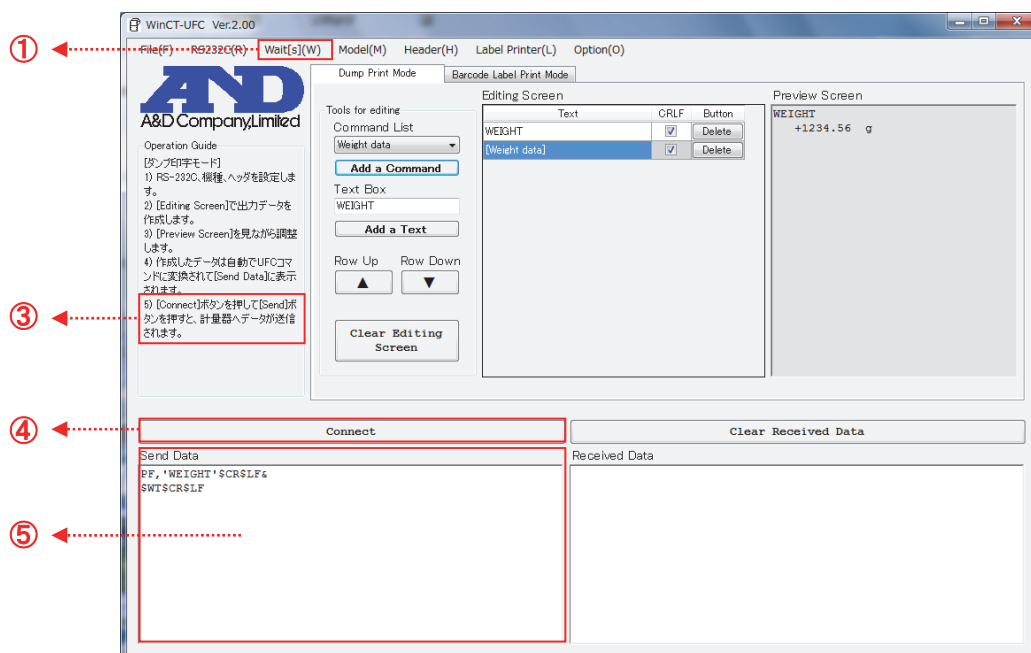 WinCT-UFC Ver.2.00
①
File(F) RS232C(R) Wait[s](W) Model(M) Header(H) Label Printer(L) Option(O)
AND
A&D Company,Limited
Operation Guide
[ダンプ印字モード]
1) RS-232C、機種、ヘッダを設定しま
す。
2) [Editing Screen]で出力データを
作成します。
3) [Preview Screen]を見ながら調整
します。
4) 作成したデータは自動でUFCコマ
ンドに変換されて[Send Data]に表示
されます。
③
5) [Connect]ボタンを押して[Send]ボ
タンを押すと、計量器へデータが送信
されます。
Dump Print Mode Barcode Label Print Mode
Tools for editing
Command List
Weight data
Add a Command
Text Box
WEIGHT
Add a Text
Row Up Row Down
▲ ▼
Clear Editing
Screen
Editing Screen
Text CRLF Button
WEIGHT Delete
[Weight data] Delete
Preview Screen
WEIGHT
+1234.56 g
④
Connect Clear Received Data
Send Data
PF,'WEIGHT'$CR$LF&
$WT$CR$LF
⑤
Received Data